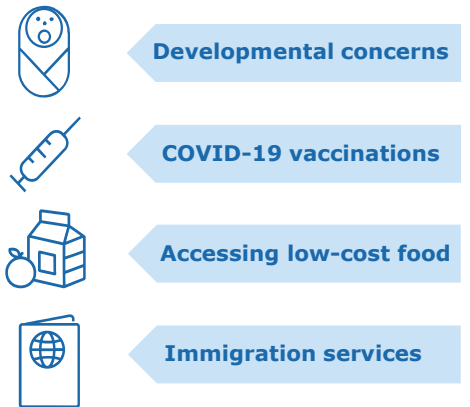 Developmental concerns
COVID-19 vaccinations
Accessing low-cost food
Immigration services